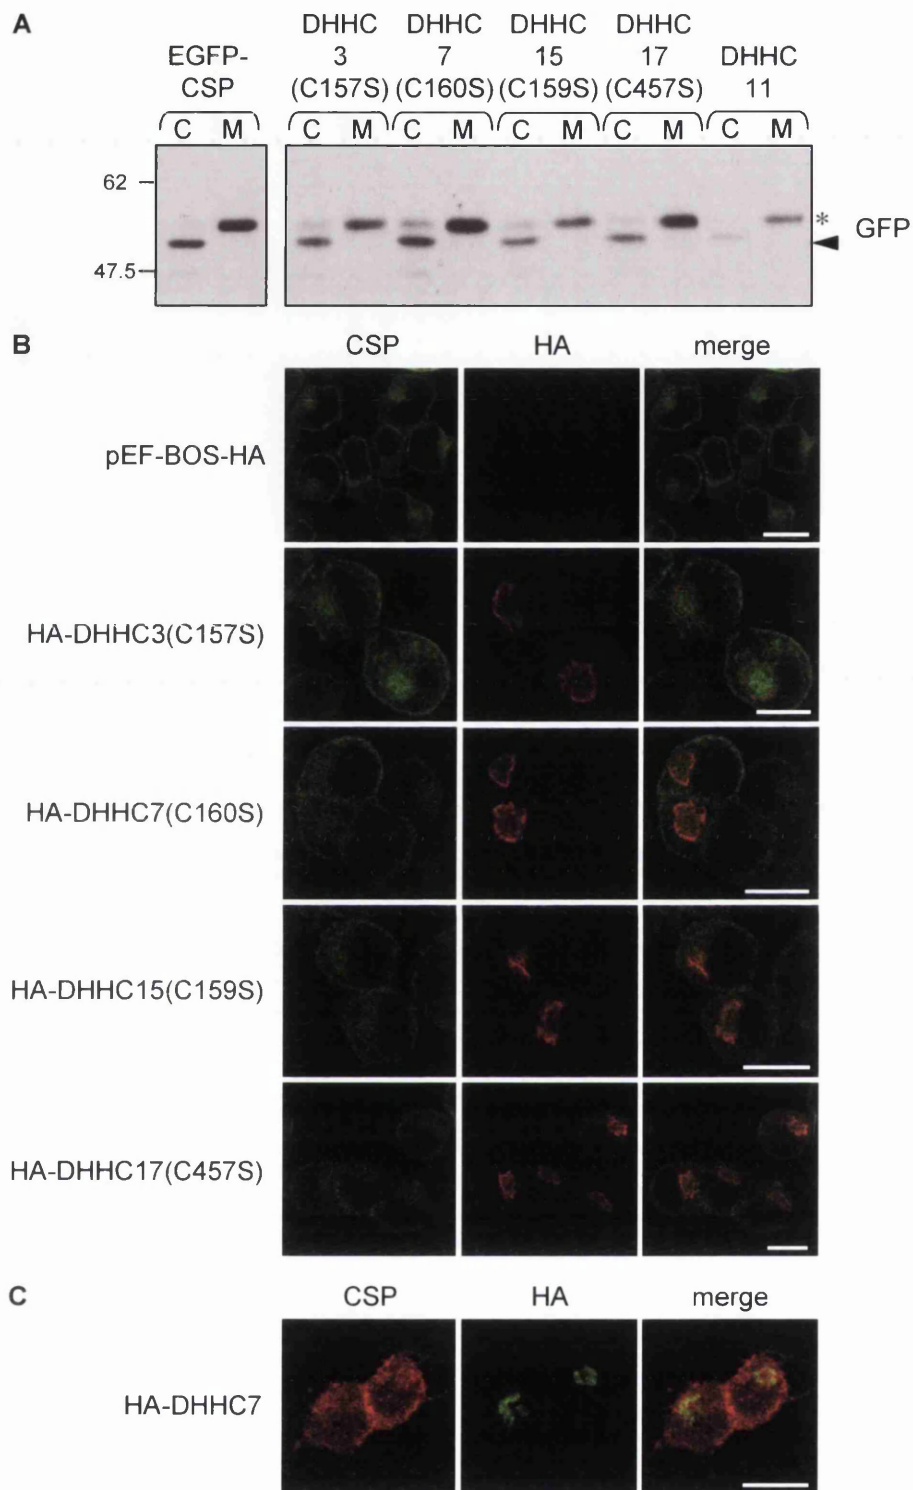 A
EGFP-
CSP
DHHC
3
(C157S)
DHHC
7
(C160S)
DHHC
15
(C159S)
DHHC
17
(C457S)
DHHC
11
C M C M C M C M C M C M
62
47.5
*
GFP
B
CSP HA merge
pEF-BOS-HA
HA-DHHC3(C157S)
HA-DHHC7(C160S)
HA-DHHC15(C159S)
HA-DHHC17(C457S)
C
CSP HA merge
HA-DHHC7